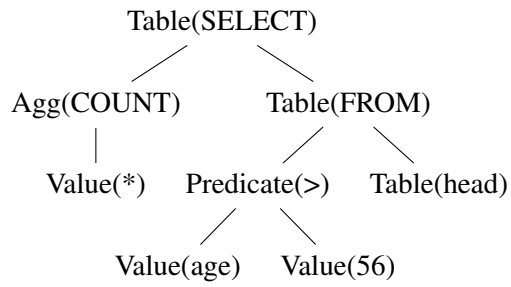 Table(SELECT)
Agg(COUNT) Table(FROM)
Value(*) Predicate(>) Table(head)
Value(age) Value(56)